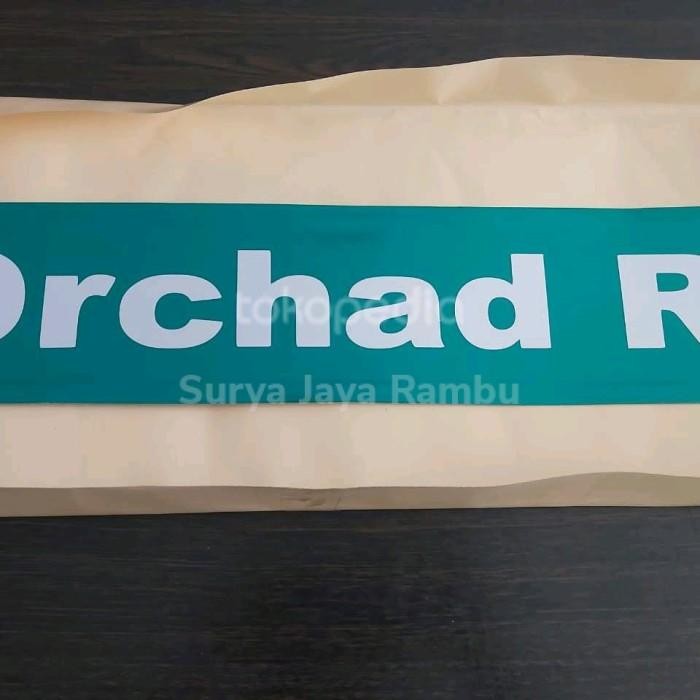 Orchad R
tokopedia
Surya Jaya Rambu